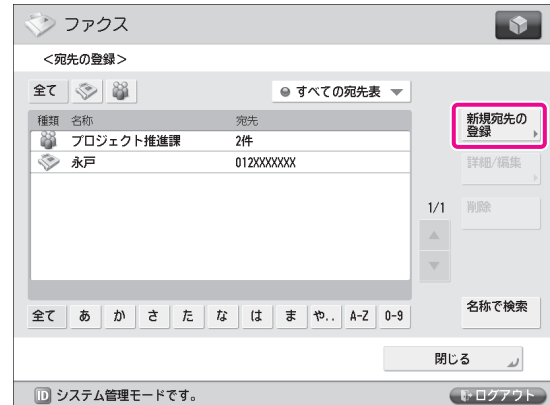 ファクス
<宛先の登録>
全て
すべての宛先表
種類 名称 宛先
プロジェクト推進課 2件
永戸 012XXXXXXX
新規宛先の
登録
詳細/編集
1/1
削除
全て あ か さ た な は ま や.. A-Z 0-9
名称で検索
閉じる
ID システム管理モードです。
ログアウト